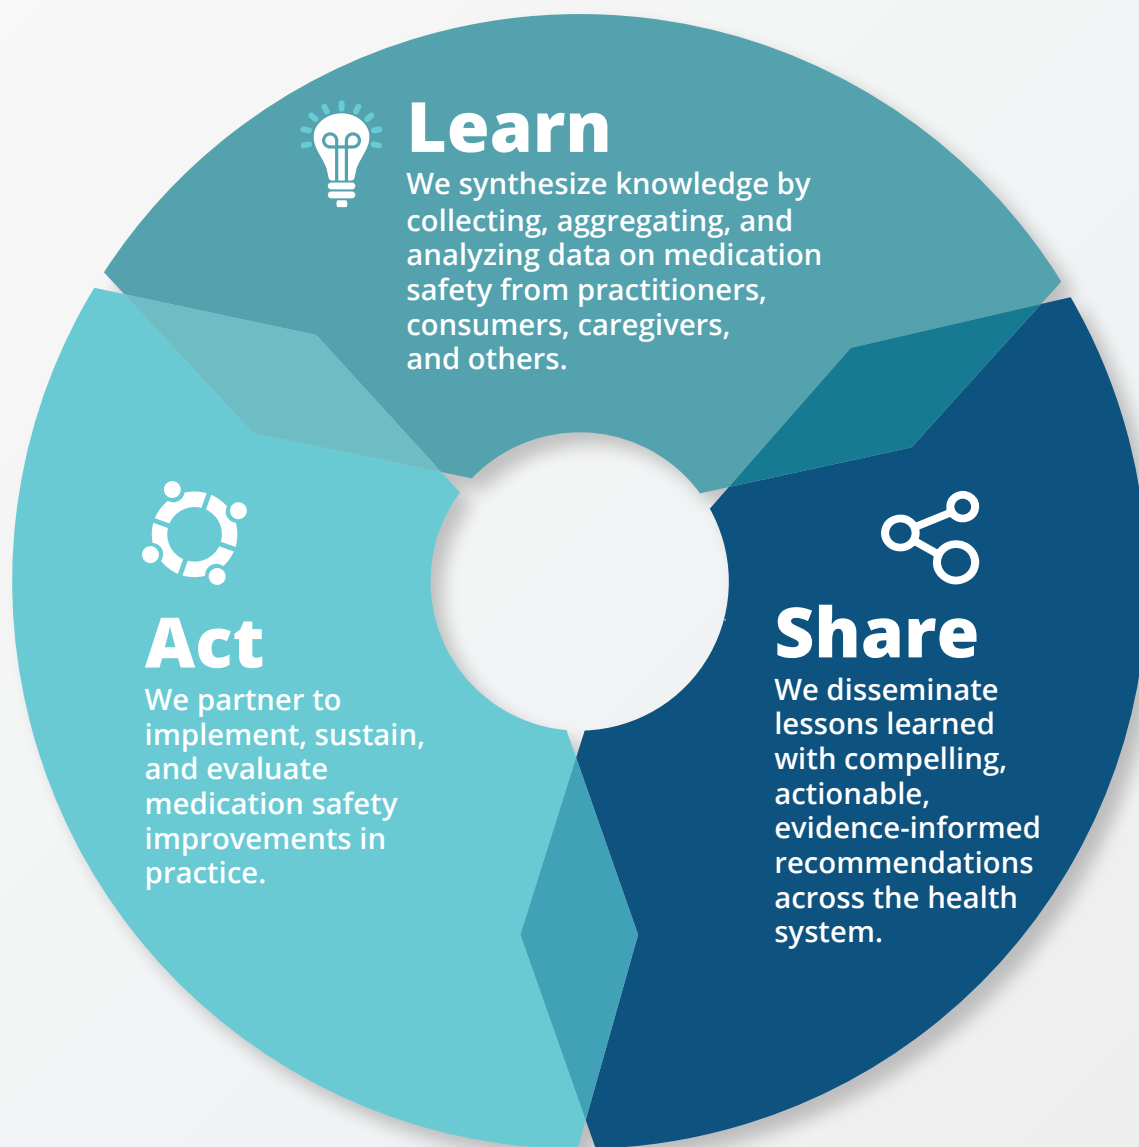 Learn
We synthesize knowledge by
collecting, aggregating, and
analyzing data on medication
safety from practitioners,
consumers, caregivers,
and others.
Act
We partner to
implement, sustain,
and evaluate
medication safety
improvements in
practice.
Share
We disseminate
lessons learned
with compelling,
actionable,
evidence-informed
recommendations
across the health
system.